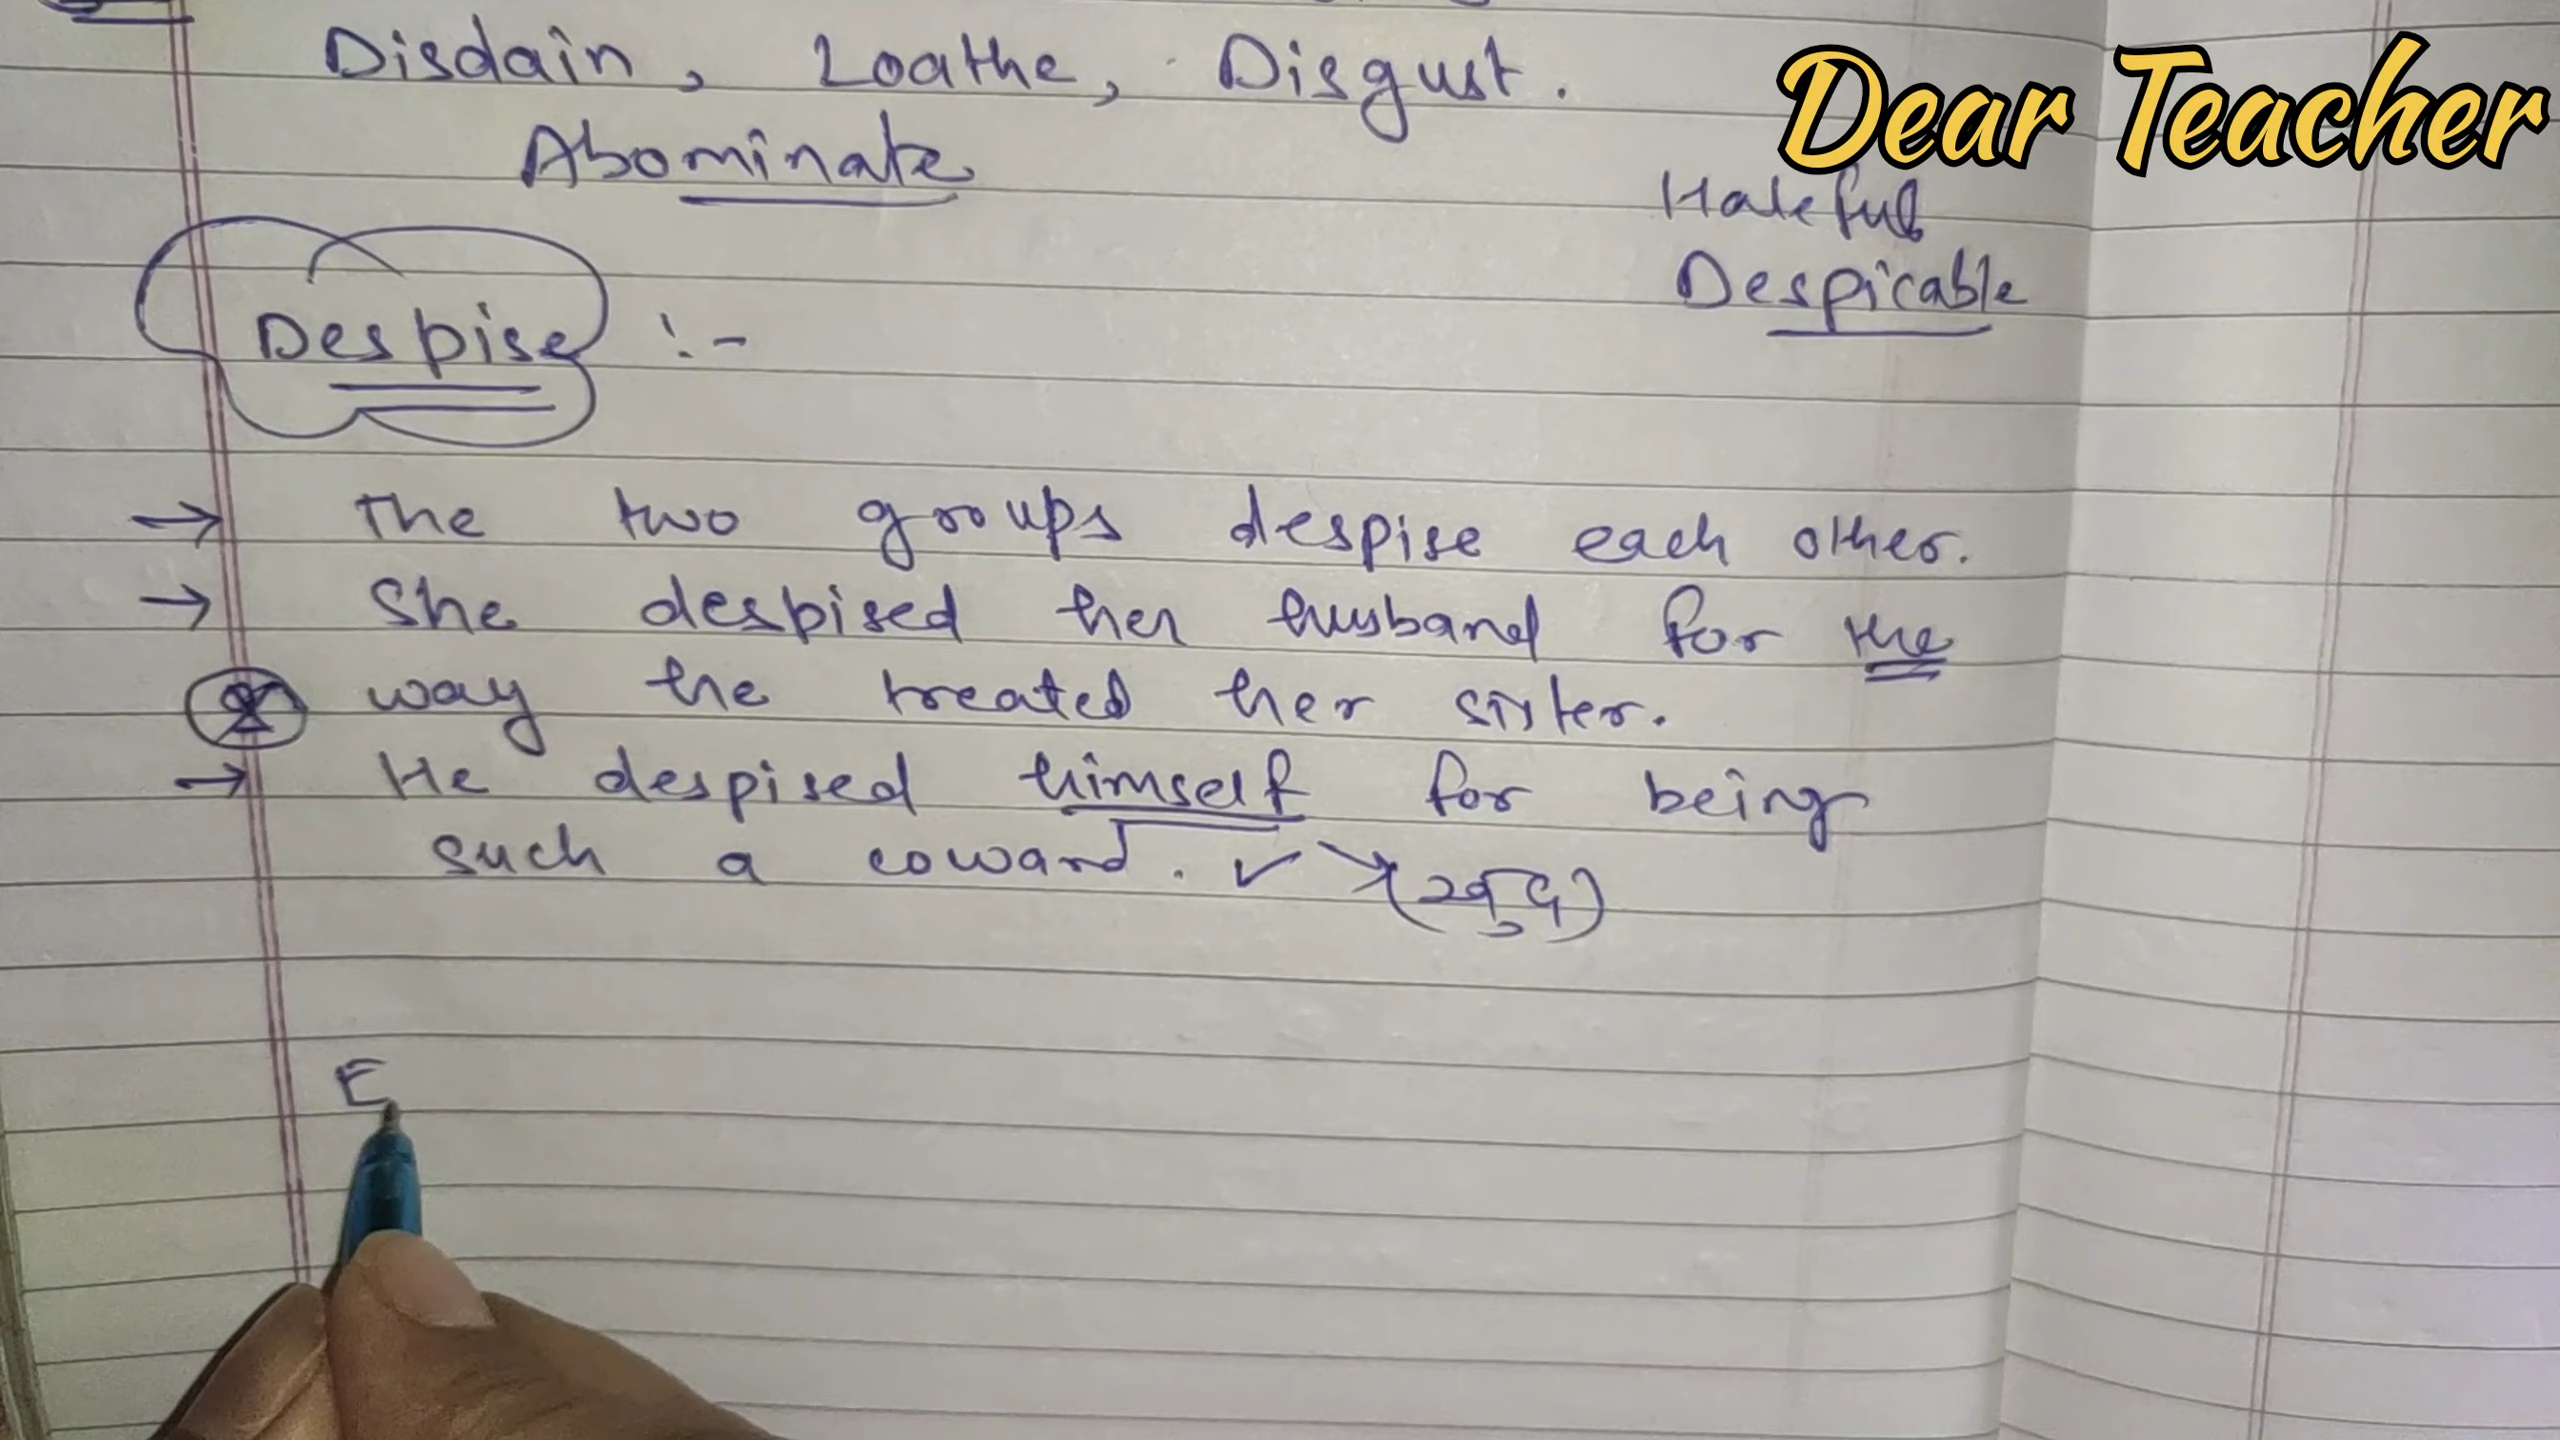 Disdain, Loathe, Disgust.
Dear Teacher
Abominate
Hateful
Despicable
Despise :-
→ The two groups despise each other.
→ She despised her husband for the
way he treated her sister.
→ He despised himself for being
such a coward. ✓ → (खुद)
E